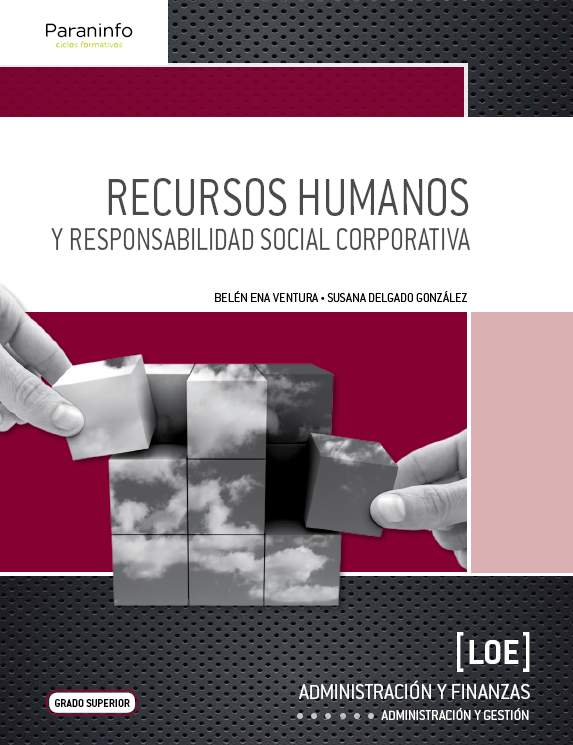 Paraninfo
ciclos formativos
RECURSOS HUMANOS
Y RESPONSABILIDAD SOCIAL CORPORATIVA
BELÉN ENA VENTURA • SUSANA DELGADO GONZÁLEZ
[LOE]
ADMINISTRACIÓN Y FINANZAS
GRADO SUPERIOR
ADMINISTRACIÓN Y GESTIÓN